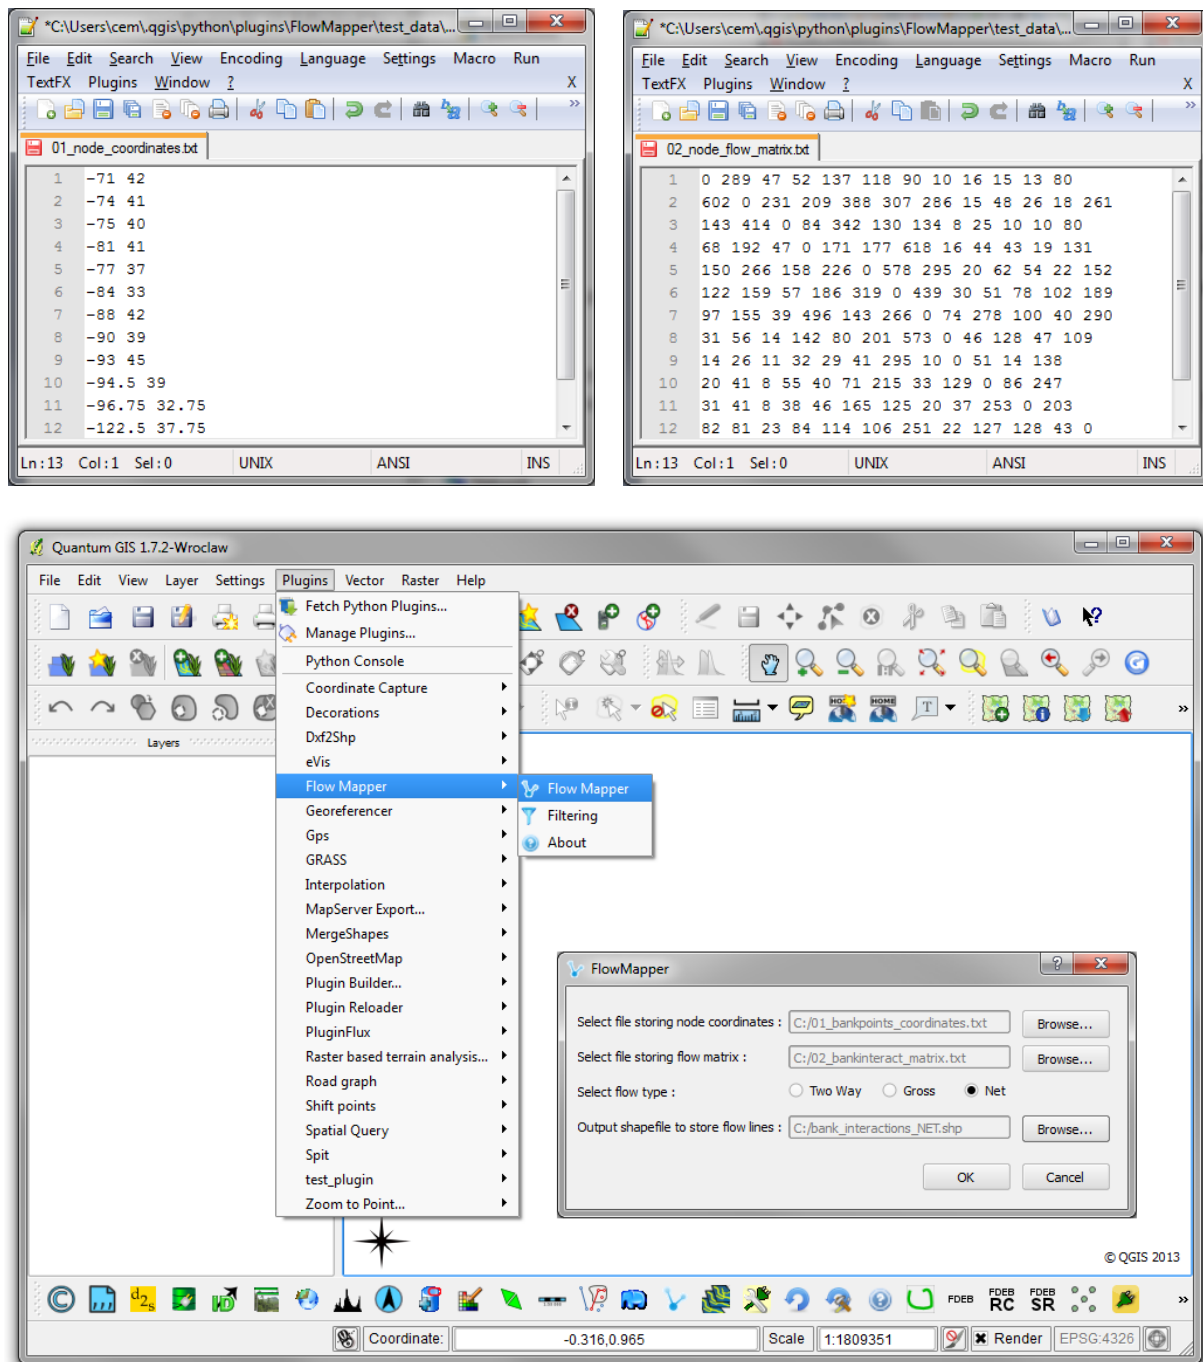 *C:\Users\cem\.qgis\python\plugins\FlowMapper\test_data\...
File Edit Search View Encoding Language Settings Macro Run
TextFX Plugins Window ? X
01_node_coordinates.txt
1 -71 42
2 -74 41
3 -75 40
4 -81 41
5 -77 37
6 -84 33
7 -88 42
8 -90 39
9 -93 45
10 -94.5 39
11 -96.75 32.75
12 -122.5 37.75
Ln:13 Col:1 Sel:0 UNIX ANSI INS
*C:\Users\cem\.qgis\python\plugins\FlowMapper\test_data\...
File Edit Search View Encoding Language Settings Macro Run
TextFX Plugins Window ? X
02_node_flow_matrix.txt
1 0 289 47 52 137 118 90 10 16 15 13 80
2 602 0 231 209 388 307 286 15 48 26 18 261
3 143 414 0 84 342 130 134 8 25 10 10 80
4 68 192 47 0 171 177 618 16 44 43 19 131
5 150 266 158 226 0 578 295 20 62 54 22 152
6 122 159 57 186 319 0 439 30 51 78 102 189
7 97 155 39 496 143 266 0 74 278 100 40 290
8 31 56 14 142 80 201 573 0 46 128 47 109
9 14 26 11 32 29 41 295 10 0 51 14 138
10 20 41 8 55 40 71 215 33 129 0 86 247
11 31 41 8 38 46 165 125 20 37 253 0 203
12 82 81 23 84 114 106 251 22 127 128 43 0
Ln:13 Col:1 Sel:0 UNIX ANSI INS
Quantum GIS 1.7.2-Wroclaw
File Edit View Layer Settings Plugins Vector Raster Help
Fetch Python Plugins...
Manage Plugins...
Python Console
Coordinate Capture
Decorations
Dxf2Shp
eVis
Flow Mapper
Georeferencer
Gps
GRASS
Interpolation
MapServer Export...
MergeShapes
OpenStreetMap
Plugin Builder...
Plugin Reloader
PluginFlux
Raster based terrain analysis...
Road graph
Shift points
Spatial Query
Spit
test_plugin
Zoom to Point...
Flow Mapper
Filtering
About
Layers
HOME
T
FlowMapper
Select file storing node coordinates : C:/01_bankpoints_coordinates.txt Browse...
Select file storing flow matrix : C:/02_bankinteract_matrix.txt Browse...
Select flow type : Two Way Gross Net
Output shapefile to store flow lines : C:/bank_interactions_NET.shp Browse...
OK Cancel
© QGIS 2013
d2s FDEB FDEB RC FDEB SR
Coordinate: -0.316,0.965 Scale 1:1809351 Render EPSG:4326